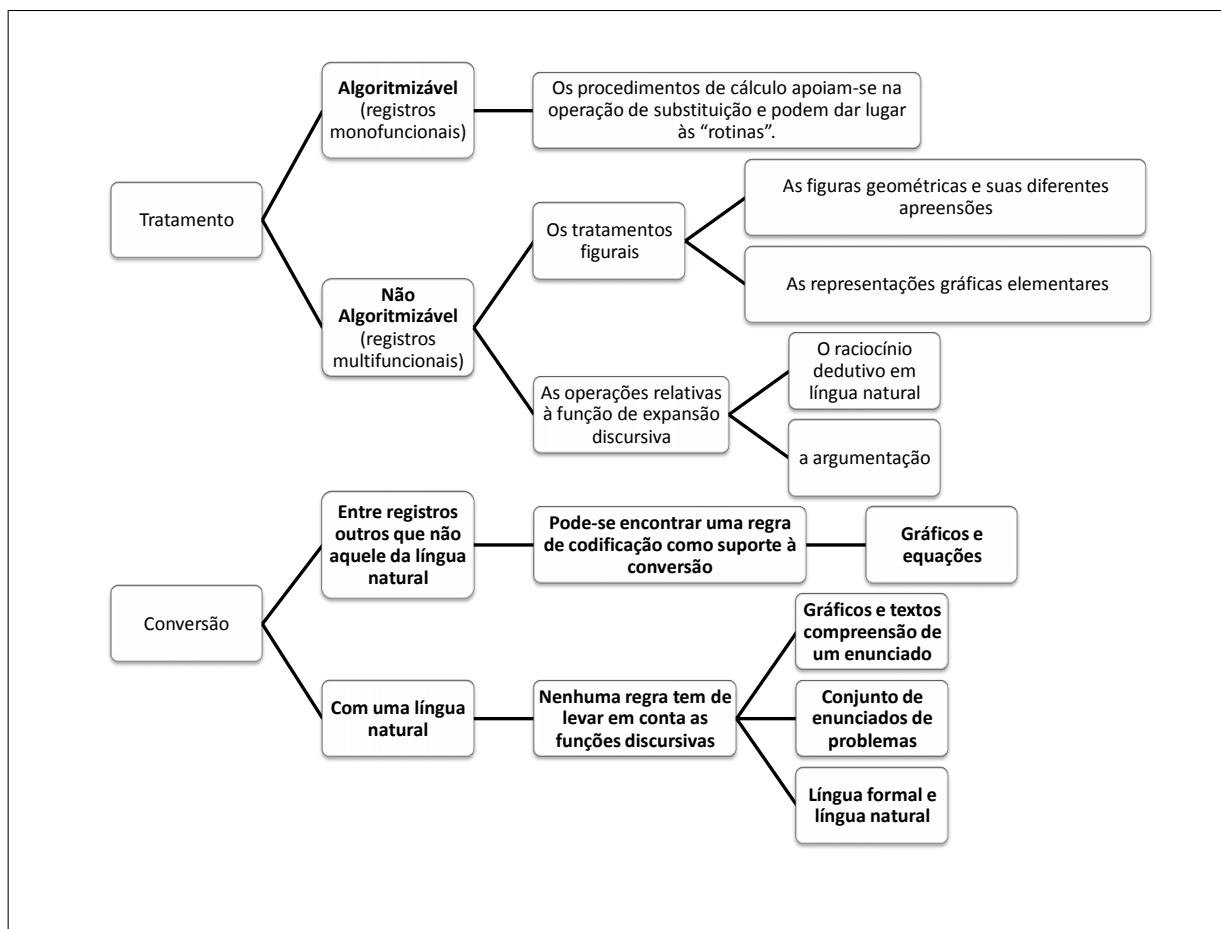 Tratamento
Algoritmizável
(registros
monofuncionais)
Os procedimentos de cálculo apoiam-se na
operação de substituição e podem dar lugar
às “rotinas”.
Não
Algoritmizável
(registros
multifuncionais)
Os tratamentos
figurais
As figuras geométricas e suas diferentes
apreensões
As representações gráficas elementares
As operações relativas
à função de expansão
discursiva
O raciocínio
dedutivo em
língua natural
a argumentação
Conversão
Entre registros
outros que não
aquele da língua
natural
Pode-se encontrar uma regra
de codificação como suporte à
conversão
Gráficos e
equações
Com uma língua
natural
Nenhuma regra tem de
levar em conta as
funções discursivas
Gráficos e textos
compreensão de
um enunciado
Conjunto de
enunciados de
problemas
Língua formal e
língua natural